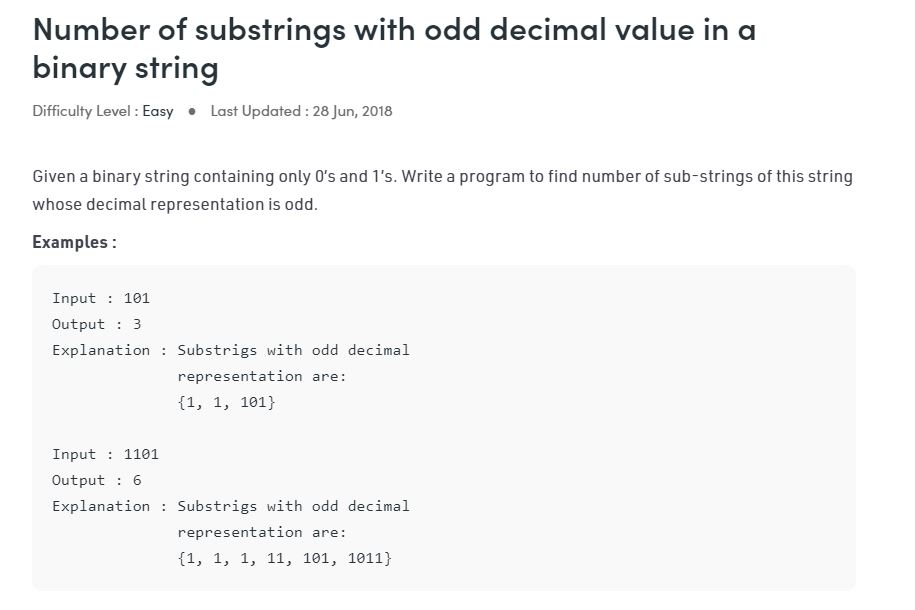 Number of substrings with odd decimal value in a
binary string
Difficulty Level : Easy ● Last Updated : 28 Jun, 2018
Given a binary string containing only 0's and 1's. Write a program to find number of sub-strings of this string
whose decimal representation is odd.
Examples :
Input : 101
Output : 3
Explanation : Substrigs with odd decimal
representation are:
{1, 1, 101}
Input : 1101
Output : 6
Explanation : Substrigs with odd decimal
representation are:
{1, 1, 1, 11, 101, 1011}